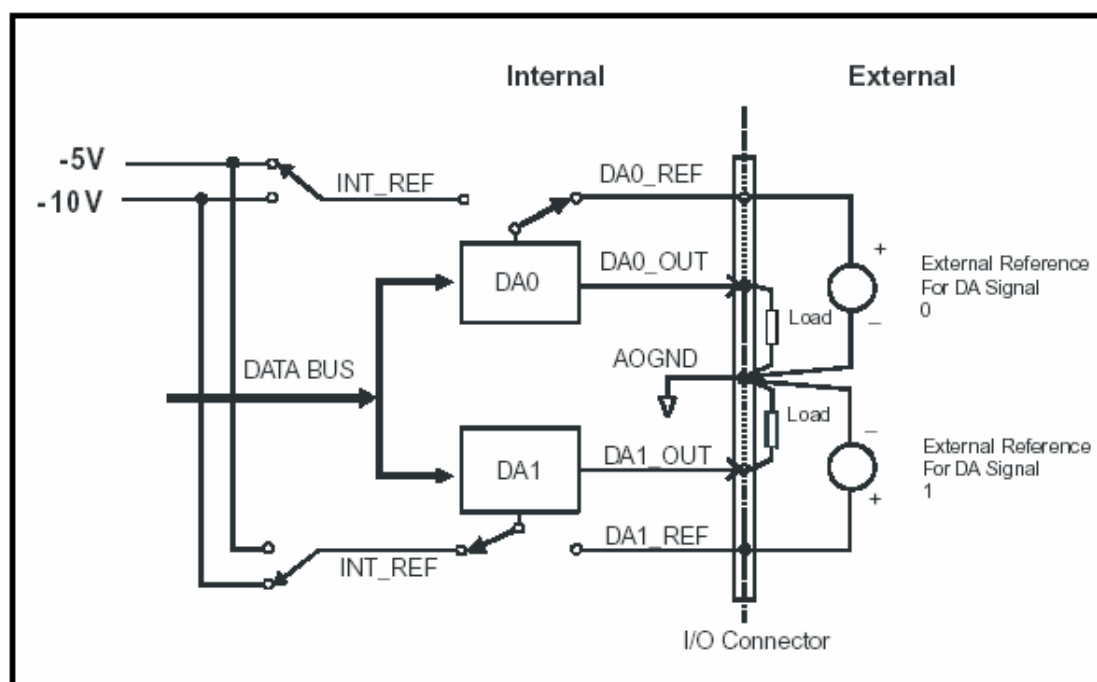 Internal
External
-5V
-10V
INT_REF
DA0_REF
DA0
DA0_OUT
+
External Reference
For DA Signal
0
–
Load
AOGND
DATA BUS
Load
–
DA1
DA1_OUT
External Reference
For DA Signal
1
+
INT_REF
DA1_REF
I/O Connector